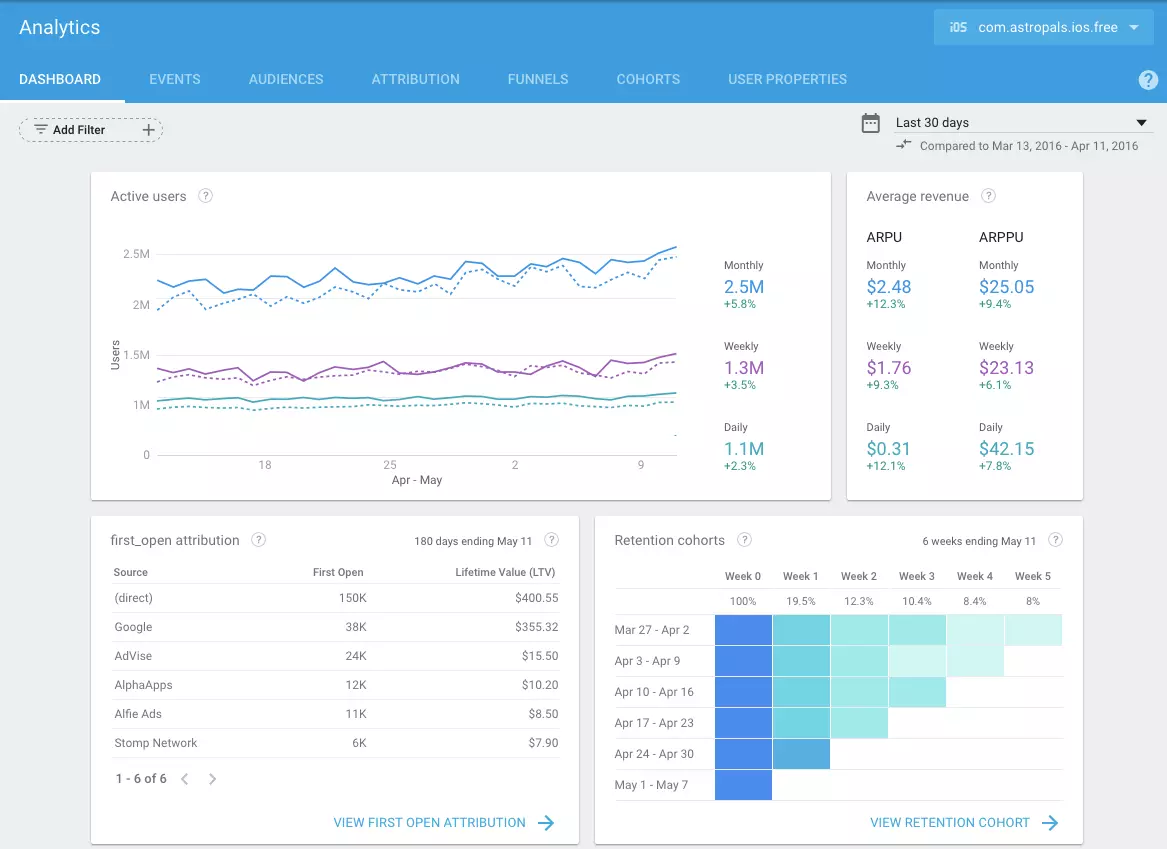 Analytics
iOS com.astropals.ios.free
DASHBOARD EVENTS AUDIENCES ATTRIBUTION FUNNELS COHORTS USER PROPERTIES ?
Add Filter +
Last 30 days
Compared to Mar 13, 2016 - Apr 11, 2016
Active users ?
2.5M
2M
1.5M
1M
0
Users
18 25 2 9
Apr - May
Monthly
2.5M
+5.8%
Weekly
1.3M
+3.5%
Daily
1.1M
+2.3%
Average revenue ?
ARPU ARPPU
Monthly Monthly
$2.48 $25.05
+12.3% +9.4%
Weekly Weekly
$1.76 $23.13
+9.3% +6.1%
Daily Daily
$0.31 $42.15
+12.1% +7.8%
first_open attribution ? 180 days ending May 11 ?
Source First Open Lifetime Value (LTV)
(direct) 150K $400.55
Google 38K $355.32
AdVise 24K $15.50
AlphaApps 12K $10.20
Alfie Ads 11K $8.50
Stomp Network 6K $7.90
1 - 6 of 6
VIEW FIRST OPEN ATTRIBUTION
Retention cohorts ? 6 weeks ending May 11 ?
Week 0 Week 1 Week 2 Week 3 Week 4 Week 5
100% 19.5% 12.3% 10.4% 8.4% 8%
Mar 27 - Apr 2
Apr 3 - Apr 9
Apr 10 - Apr 16
Apr 17 - Apr 23
Apr 24 - Apr 30
May 1 - May 7
VIEW RETENTION COHORT